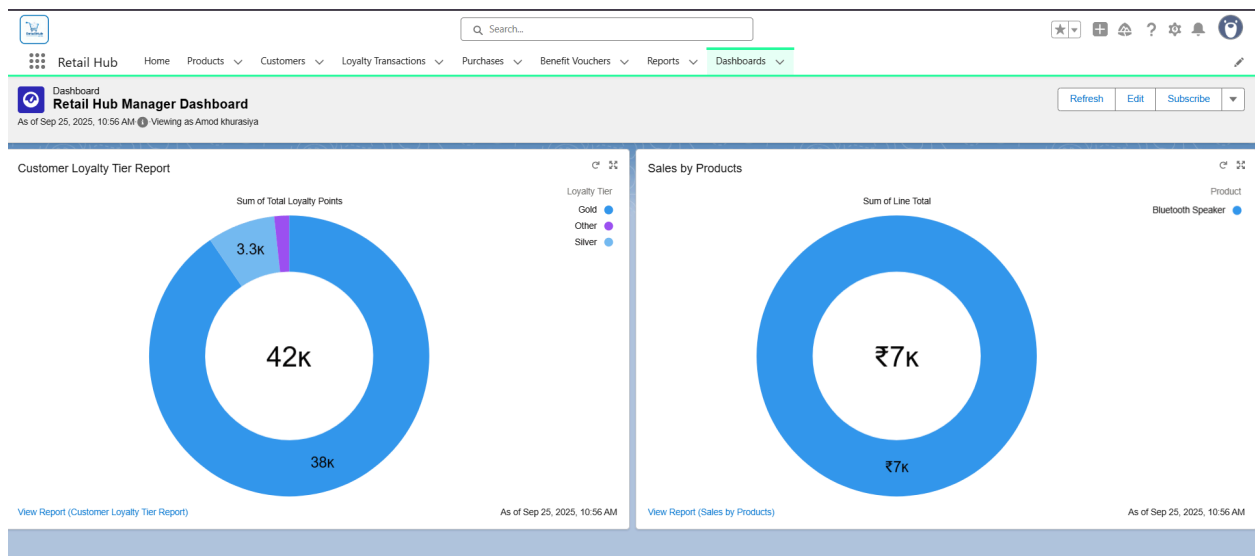 Search...
Retail Hub
Home
Products
Customers
Loyalty Transactions
Purchases
Benefit Vouchers
Reports
Dashboards
Dashboard
Retail Hub Manager Dashboard
As of Sep 25, 2025, 10:56 AM·Viewing as Amod khurasiya
Refresh
Edit
Subscribe
Customer Loyalty Tier Report
Sum of Total Loyalty Points
Loyalty Tier
Gold
Other
Silver
3.3K
42K
38K
View Report (Customer Loyalty Tier Report)
As of Sep 25, 2025, 10:56 AM
Sales by Products
Sum of Line Total
Product
Bluetooth Speaker
₹7K
₹7K
View Report (Sales by Products)
As of Sep 25, 2025, 10:56 AM